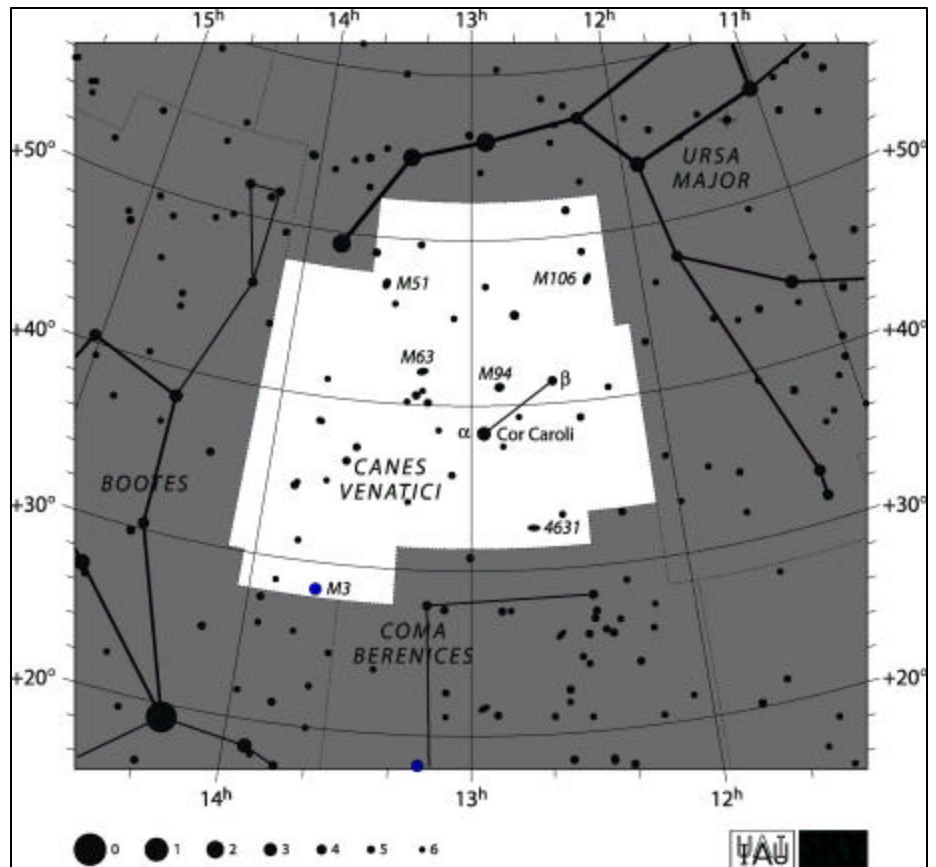 15h 14h 13h 12h 11h
+50° +50°
URSA
MAJOR
M51 M106
+40° +40°
M63
M94 β
α Cor Caroli
CANES
VENATICI
BOOTES
+30° +30°
4631
M3
COMA
BERENICES
+20° +20°
14h 13h 12h
0 1 2 3 4 5 6
IAU